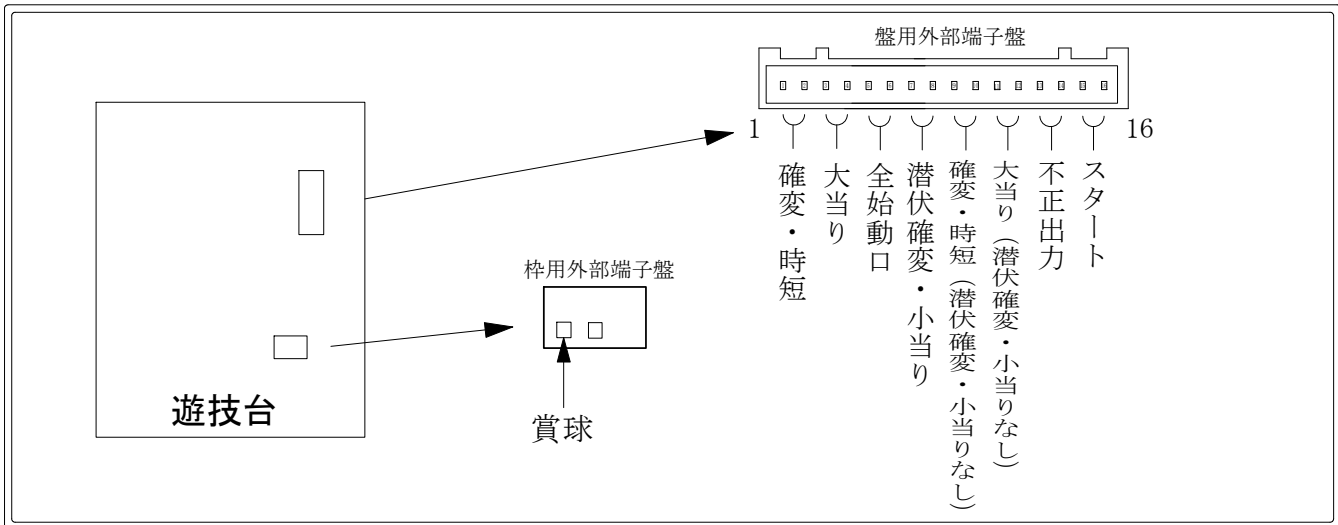 盤用外部端子盤
1
16
確変・時短
大当り
全始動口
潜伏確変・小当り
確変・時短（潜伏確変・小当りなし）
大当り（潜伏確変・小当りなし）
不正出力
スタート
枠用外部端子盤
賞球
遊技台